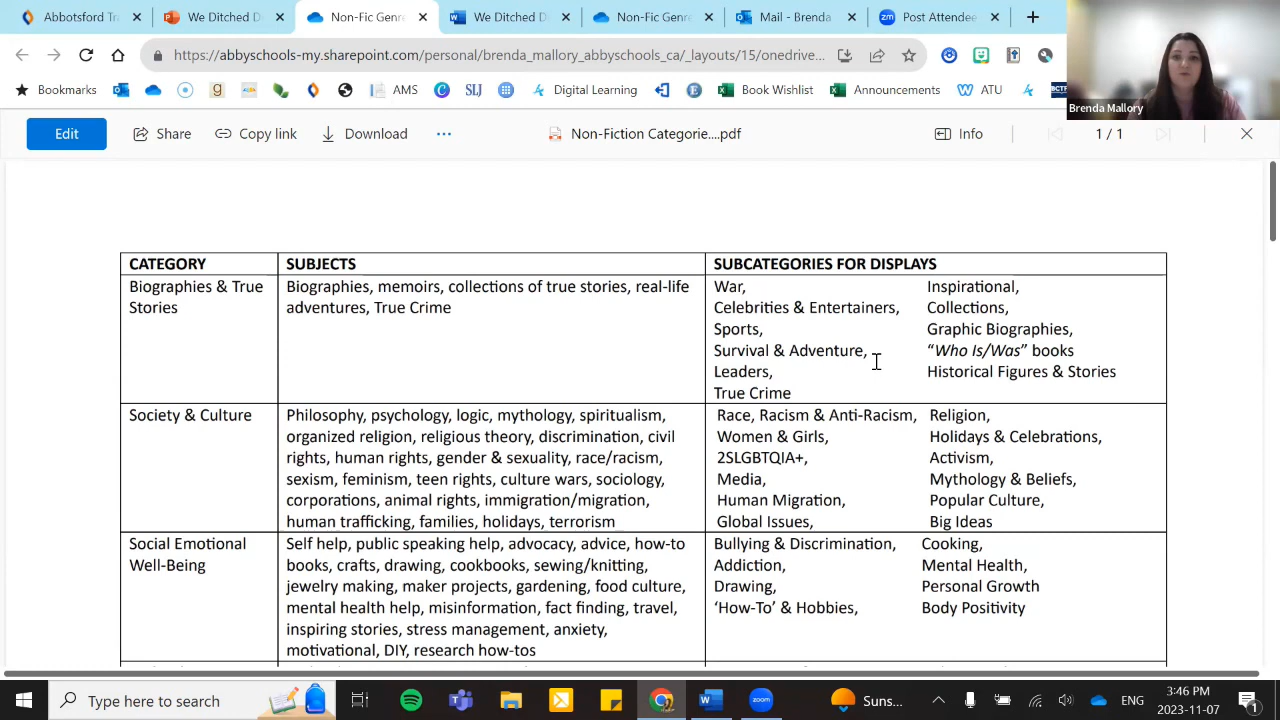 Abbotsford Tra
We Ditched D
Non-Fic Genre
We Ditched D
Non-Fic Genre
Mail - Brenda
Post Attendee
https://abbyschools-my.sharepoint.com/personal/brenda_mallory_abbyschools_ca/_layouts/15/onedrive...
Bookmarks
AMS
SLJ
Digital Learning
Book Wishlist
Announcements
ATU
BCTF
Brenda Mallory
Edit
Share
Copy link
Download
Non-Fiction Categorie....pdf
Info
1 / 1
CATEGORY SUBJECTS SUBCATEGORIES FOR DISPLAYS
Biographies & True
Stories
Biographies, memoirs, collections of true stories, real-life
adventures, True Crime
War,
Celebrities & Entertainers,
Sports,
Survival & Adventure,
Leaders,
True Crime
Inspirational,
Collections,
Graphic Biographies,
“Who Is/Was” books
Historical Figures & Stories
Society & Culture
Philosophy, psychology, logic, mythology, spiritualism,
organized religion, religious theory, discrimination, civil
rights, human rights, gender & sexuality, race/racism,
sexism, feminism, teen rights, culture wars, sociology,
corporations, animal rights, immigration/migration,
human trafficking, families, holidays, terrorism
Race, Racism & Anti-Racism,
Women & Girls,
2SLGBTQIA+,
Media,
Human Migration,
Global Issues,
Religion,
Holidays & Celebrations,
Activism,
Mythology & Beliefs,
Popular Culture,
Big Ideas
Social Emotional
Well-Being
Self help, public speaking help, advocacy, advice, how-to
books, crafts, drawing, cookbooks, sewing/knitting,
jewelry making, maker projects, gardening, food culture,
mental health help, misinformation, fact finding, travel,
inspiring stories, stress management, anxiety,
motivational, DIY, research how-tos
Bullying & Discrimination,
Addiction,
Drawing,
‘How-To’ & Hobbies,
Cooking,
Mental Health,
Personal Growth
Body Positivity
Type here to search
Suns...
ENG
3:46 PM
2023-11-07
1